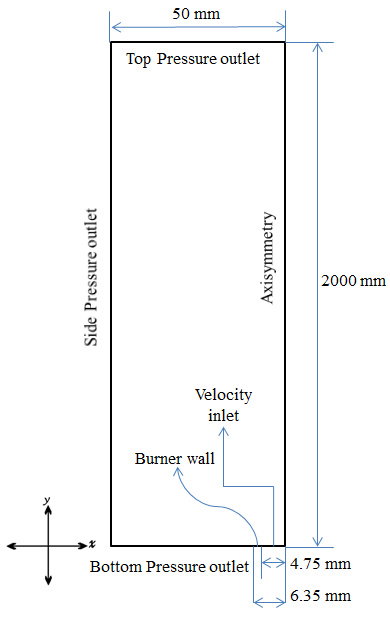 50 mm
Top Pressure outlet
Side Pressure outlet
Axisymmetry
2000 mm
Velocity
inlet
Burner wall
y
x
Bottom Pressure outlet
4.75 mm
6.35 mm